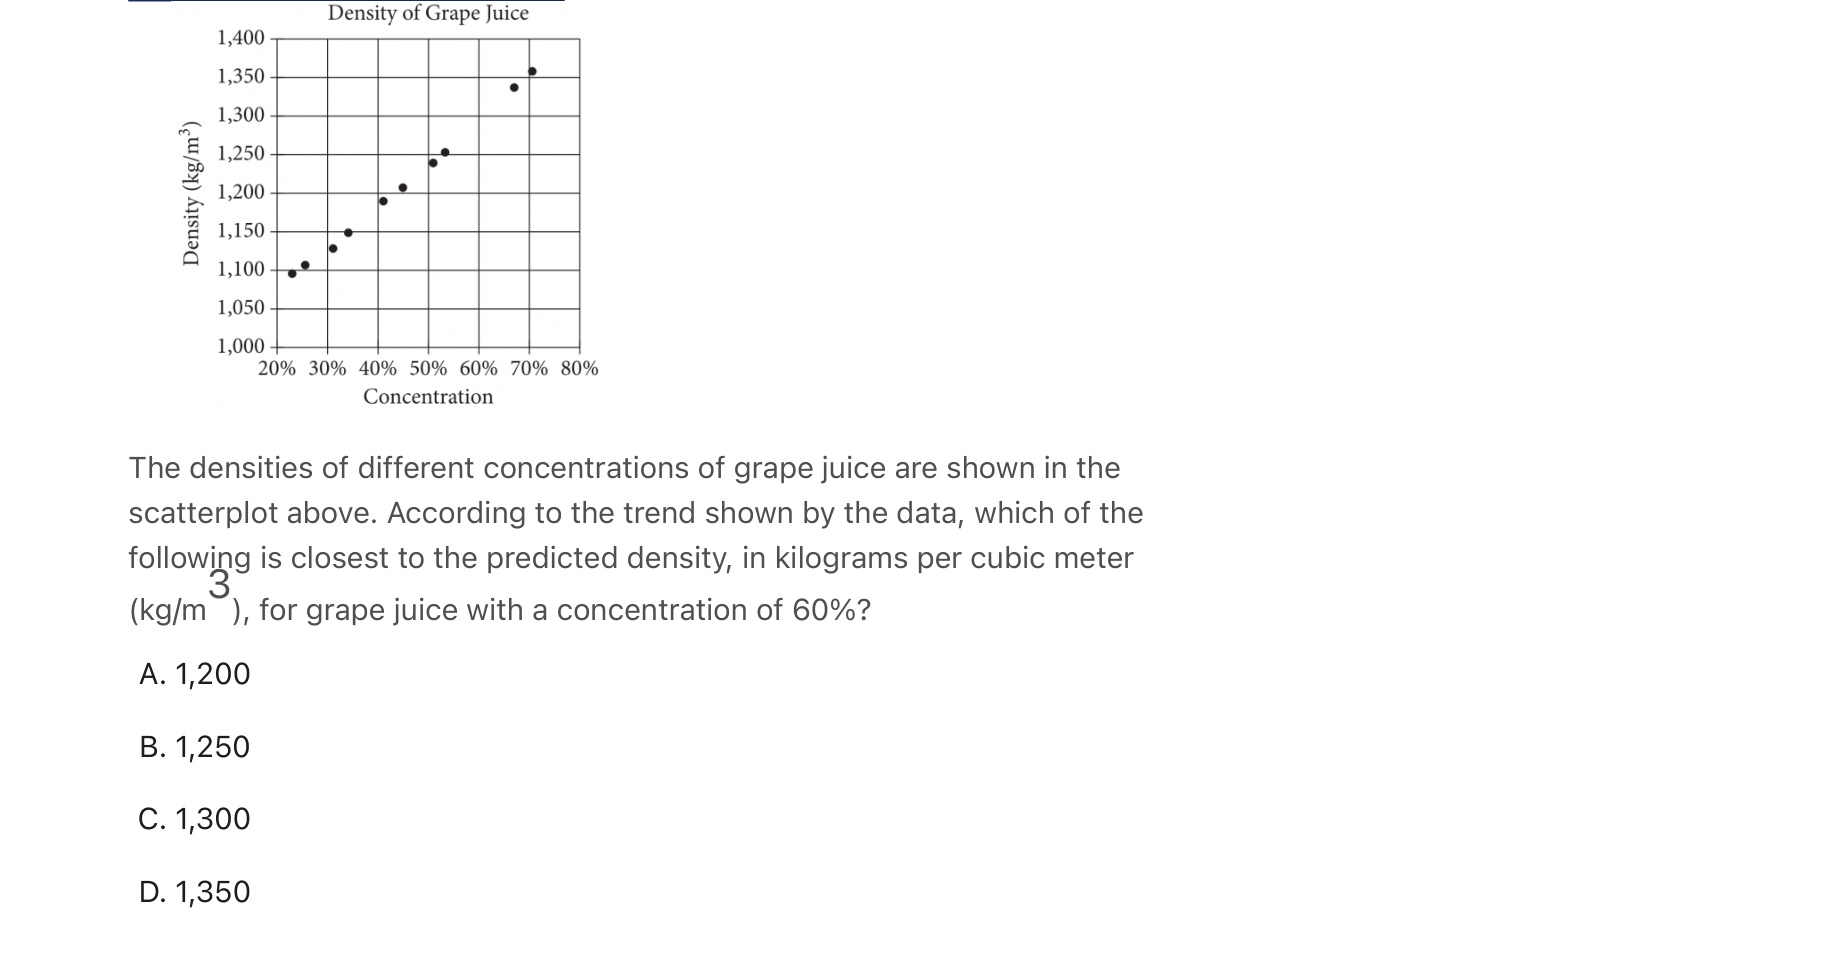 Density of Grape Juice
1,400
1,350
1,300
1,250
1,200
1,150
1,100
1,050
1,000
Density (kg/m³)
20% 30% 40% 50% 60% 70% 80%
Concentration
The densities of different concentrations of grape juice are shown in the
scatterplot above. According to the trend shown by the data, which of the
following is closest to the predicted density, in kilograms per cubic meter
(kg/m³), for grape juice with a concentration of 60%?
A. 1,200
B. 1,250
C. 1,300
D. 1,350